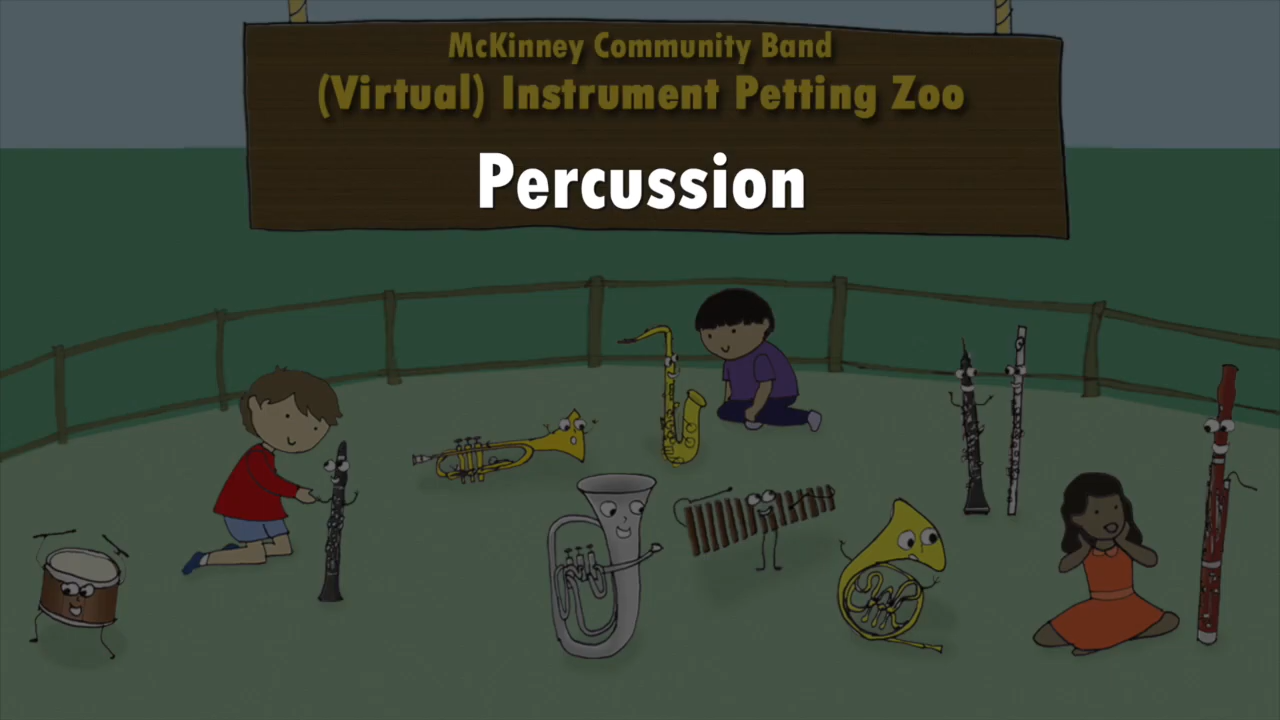 McKinney Community Band
(Virtual) Instrument Petting Zoo
Percussion